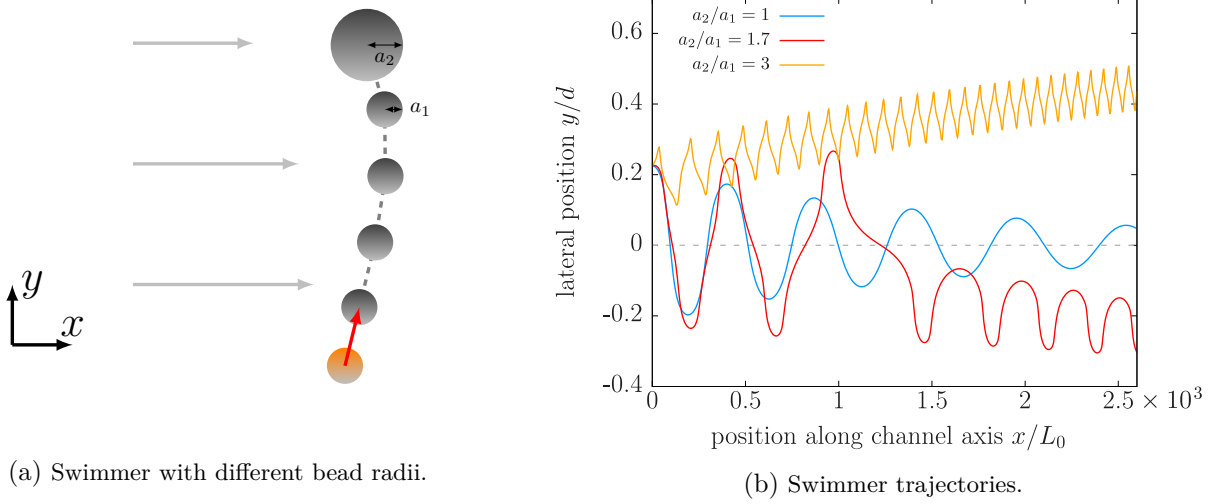 a₂
a₁
y
x
(a) Swimmer with different bead radii.
a₂/a₁ = 1
a₂/a₁ = 1.7
a₂/a₁ = 3
lateral position y/d
0.6
0.4
0.2
0
-0.2
-0.4
0 0.5 1 1.5 2 2.5 × 10³
position along channel axis x/L₀
(b) Swimmer trajectories.